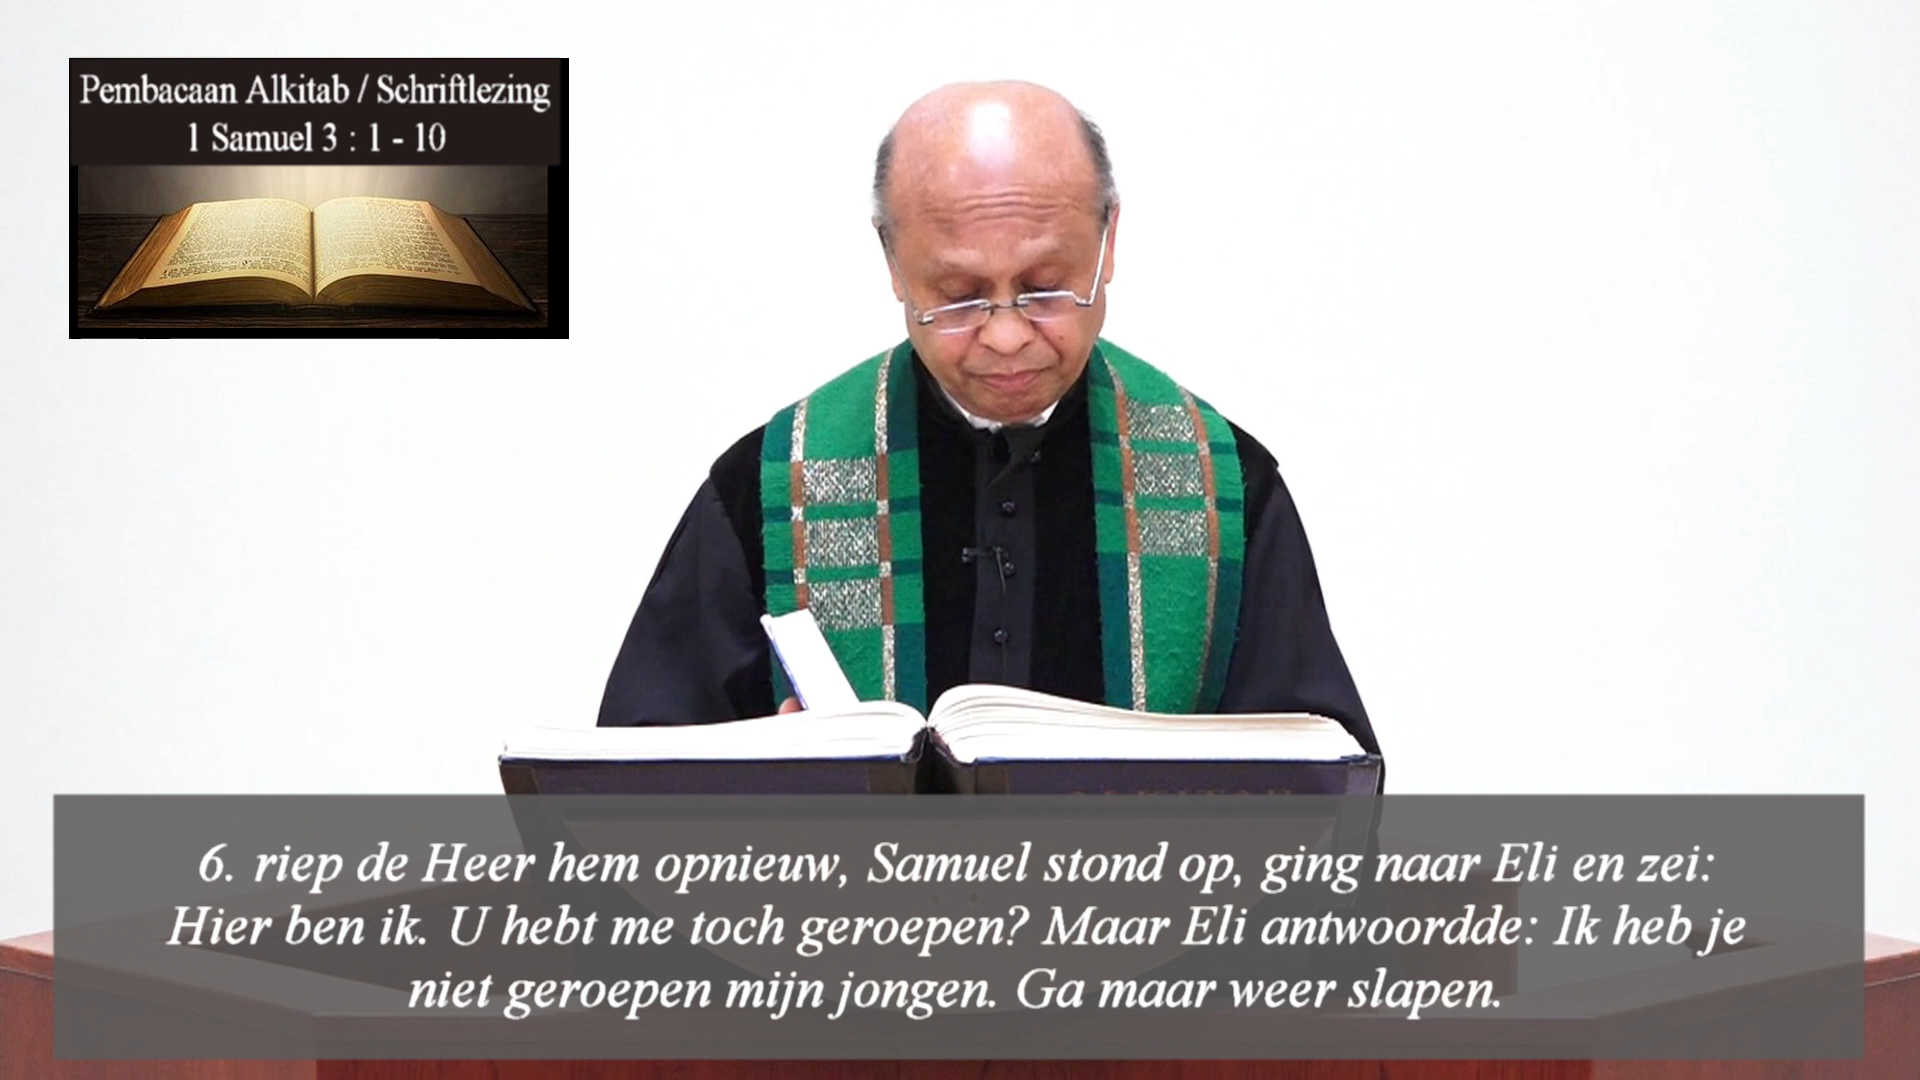 Pembacaan Alkitab / Schriftlezing
1 Samuel 3 : 1 - 10
6. riep de Heer hem opnieuw, Samuel stond op, ging naar Eli en zei:
Hier ben ik. U hebt me toch geroepen? Maar Eli antwoordde: Ik heb je
niet geroepen mijn jongen. Ga maar weer slapen.